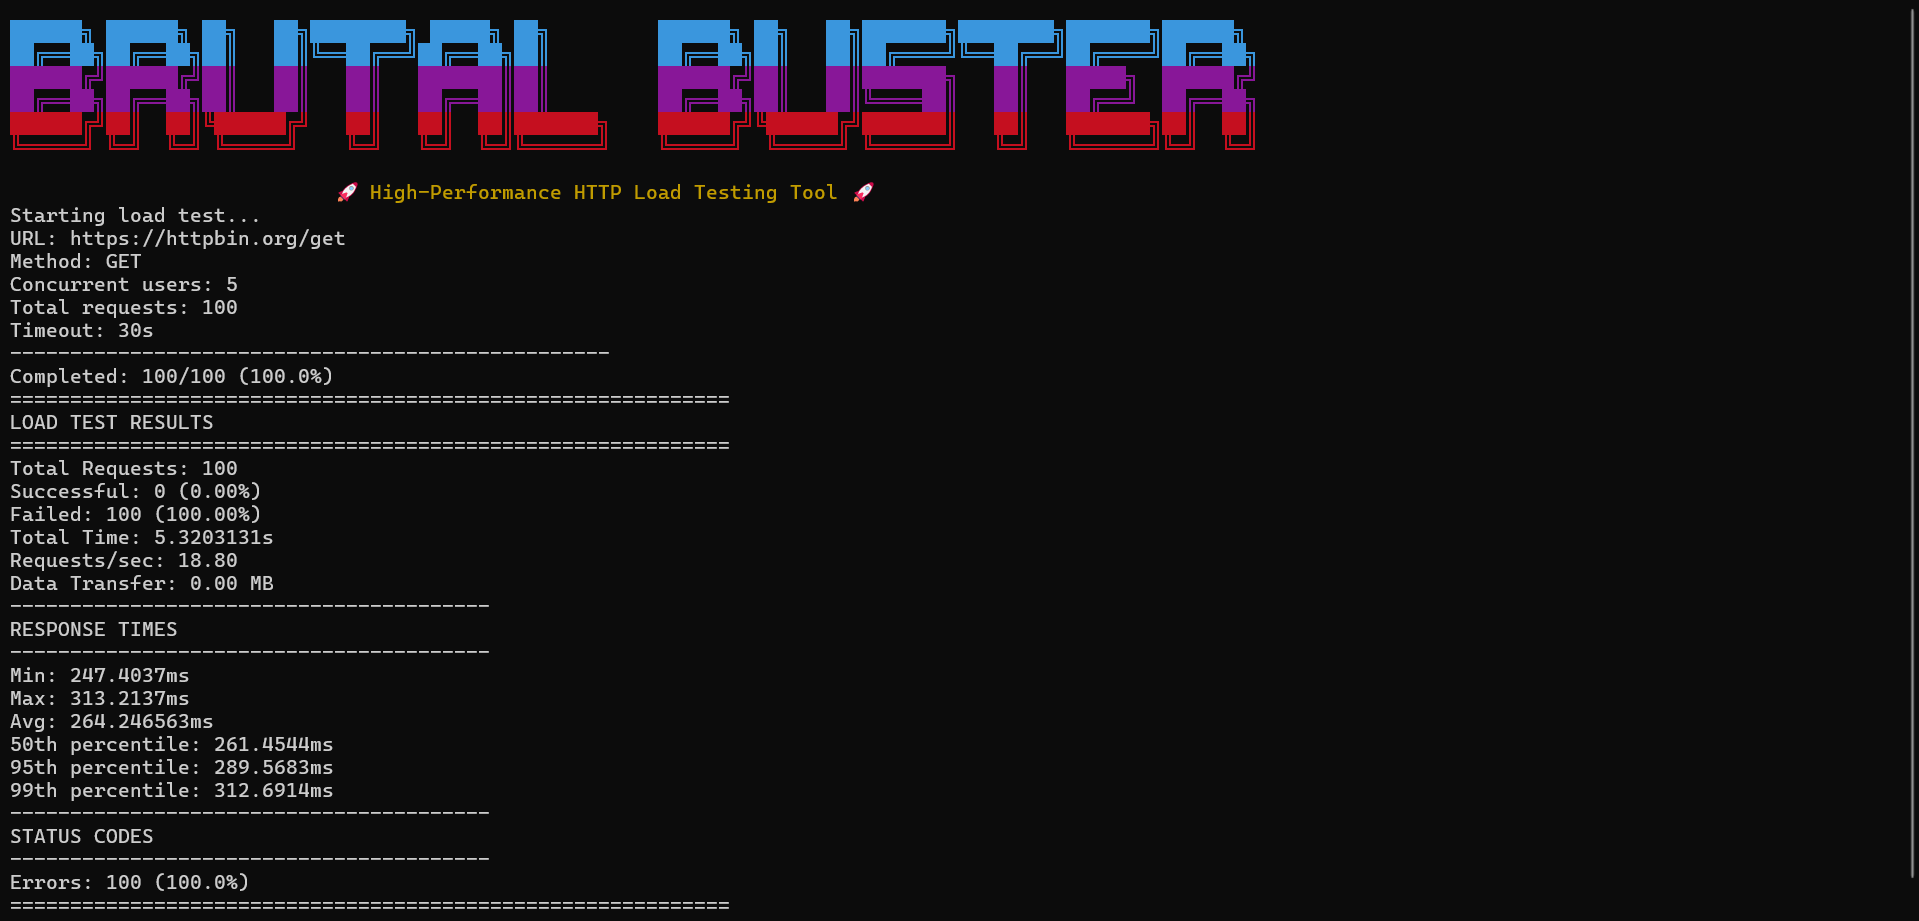 BRUTAL BUSTER
🚀 High-Performance HTTP Load Testing Tool 🚀
Starting load test...
URL: https://httpbin.org/get
Method: GET
Concurrent users: 5
Total requests: 100
Timeout: 30s
--------------------------------------------------
Completed: 100/100 (100.0%)
============================================================
LOAD TEST RESULTS
============================================================
Total Requests: 100
Successful: 0 (0.00%)
Failed: 100 (100.00%)
Total Time: 5.3203131s
Requests/sec: 18.80
Data Transfer: 0.00 MB
----------------------------------------
RESPONSE TIMES
----------------------------------------
Min: 247.4037ms
Max: 313.2137ms
Avg: 264.246563ms
50th percentile: 261.4544ms
95th percentile: 289.5683ms
99th percentile: 312.6914ms
----------------------------------------
STATUS CODES
----------------------------------------
Errors: 100 (100.0%)
============================================================